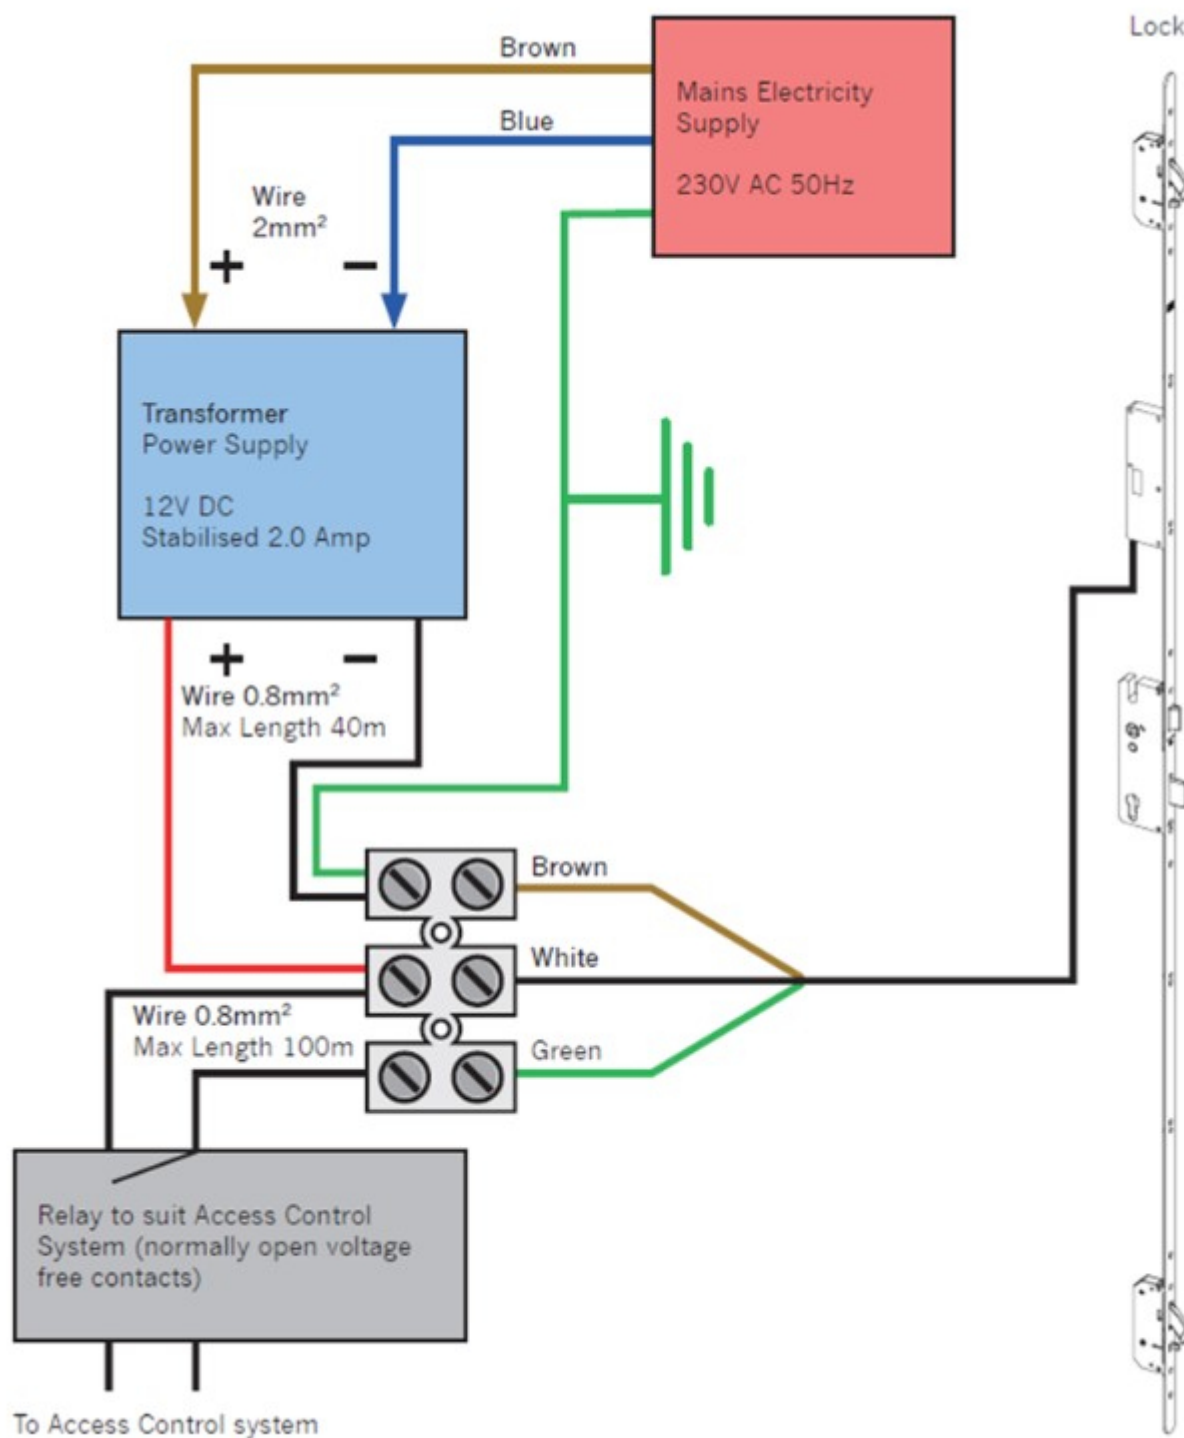 Lock
Brown
Mains Electricity
Supply
230V AC 50Hz
Blue
Wire
2mm²
+ −
Transformer
Power Supply
12V DC
Stabilised 2.0 Amp
+ −
Wire 0.8mm²
Max Length 40m
Brown
White
Wire 0.8mm²
Max Length 100m
Green
Relay to suit Access Control
System (normally open voltage
free contacts)
To Access Control system